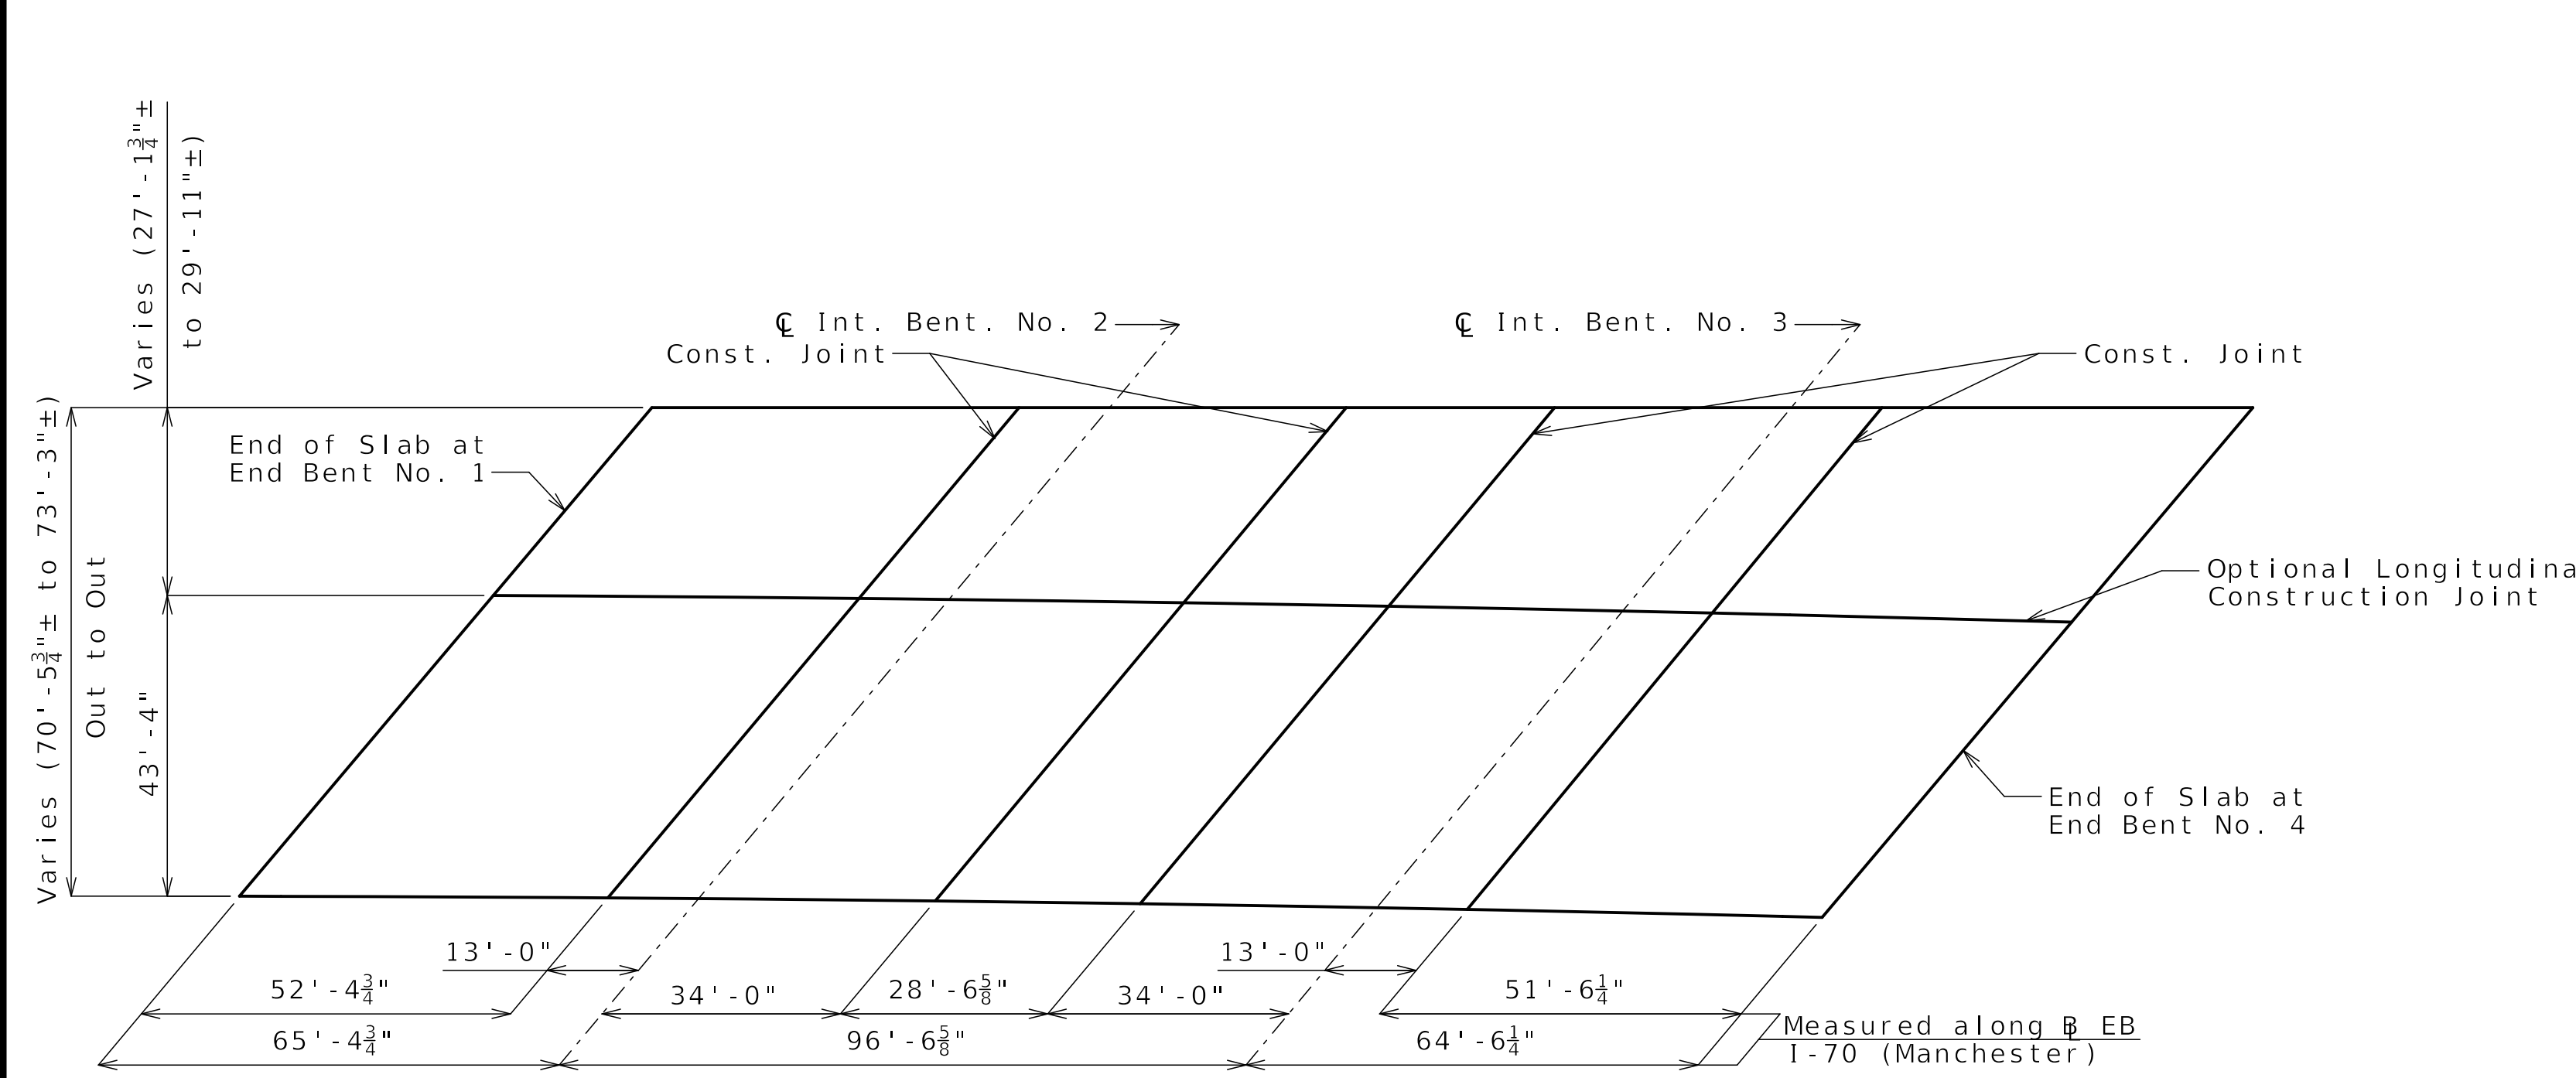 Varies (27'-1¾"±
to 29'-11"±)
℄ Int. Bent. No. 2
℄ Int. Bent. No. 3
Const. Joint
Const. Joint
End of Slab at
End Bent No. 1
Varies (70'-5¾"± to 73'-3"±)
Out to Out
43'-4"
Optional Longitudina
Construction Joint
End of Slab at
End Bent No. 4
13'-0"
13'-0"
52'-4¾"
34'-0"
28'-6⅝"
34'-0"
51'-6¼"
65'-4¾"
96'-6⅝"
64'-6¼"
Measured along BL EB
I-70 (Manchester)